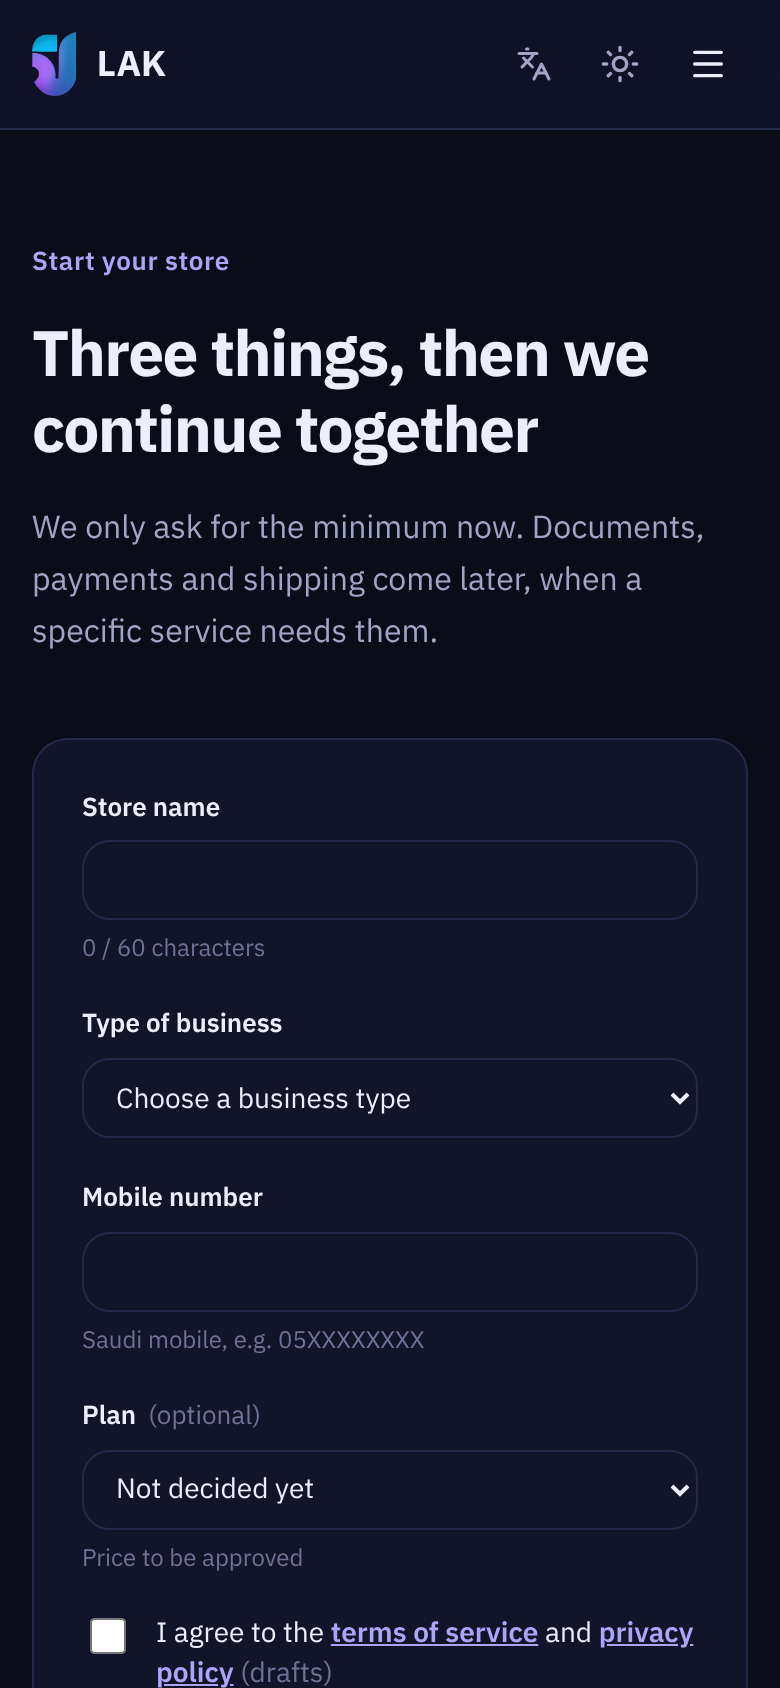 LAK
Start your store
Three things, then we
continue together
We only ask for the minimum now. Documents,
payments and shipping come later, when a
specific service needs them.
Store name
0 / 60 characters
Type of business
Choose a business type
Mobile number
Saudi mobile, e.g. 05XXXXXXXX
Plan (optional)
Not decided yet
Price to be approved
I agree to the terms of service and privacy
policy (drafts)